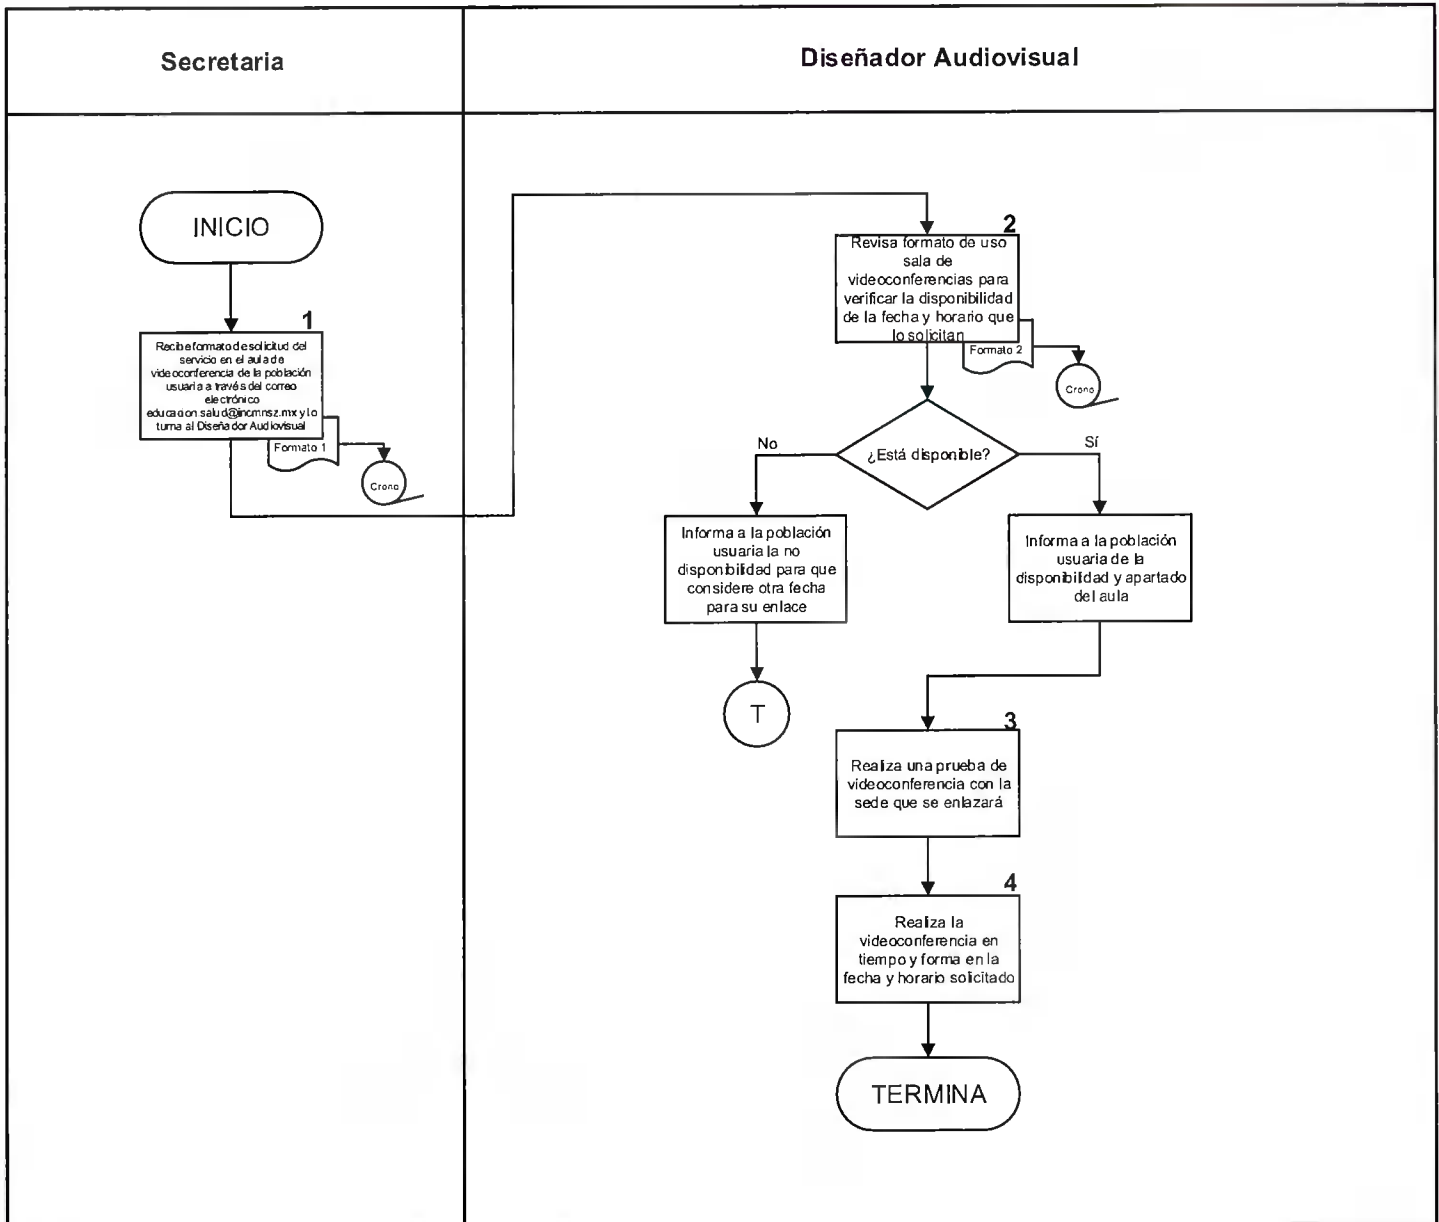 Secretaria
Diseñador Audiovisual
INICIO
1
Recibe formato de solicitud del
servicio en el aula de
videoconferencia de la población
usuaria a través del correo
electrónico
educacion.salud@incmnsz.mx y lo
turna al Diseñador Audiovisual
Formato 1
Crono
2
Revisa formato de uso
sala de
videoconferencias para
verificar la disponibilidad
de la fecha y horario que
lo solicitan
Formato 2
Crono
¿Está disponible?
No
Sí
Informa a la población
usuaria la no
disponibilidad para que
considere otra fecha
para su enlace
T
Informa a la población
usuaria de la
disponibilidad y apartado
del aula
3
Realiza una prueba de
videoconferencia con la
sede que se enlazará
4
Realiza la
videoconferencia en
tiempo y forma en la
fecha y horario solicitado
TERMINA